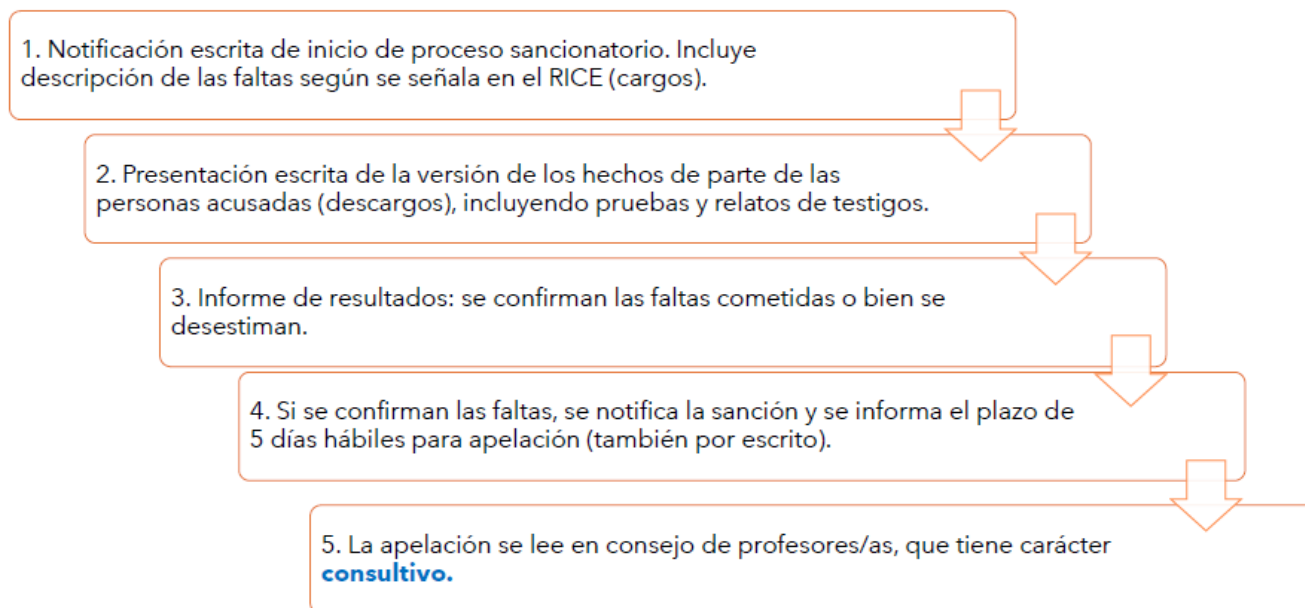 1. Notificación escrita de inicio de proceso sancionatorio. Incluye
descripción de las faltas según se señala en el RICE (cargos).
2. Presentación escrita de la versión de los hechos de parte de las
personas acusadas (descargos), incluyendo pruebas y relatos de testigos.
3. Informe de resultados: se confirman las faltas cometidas o bien se
desestiman.
4. Si se confirman las faltas, se notifica la sanción y se informa el plazo de
5 días hábiles para apelación (también por escrito).
5. La apelación se lee en consejo de profesores/as, que tiene carácter
consultivo.